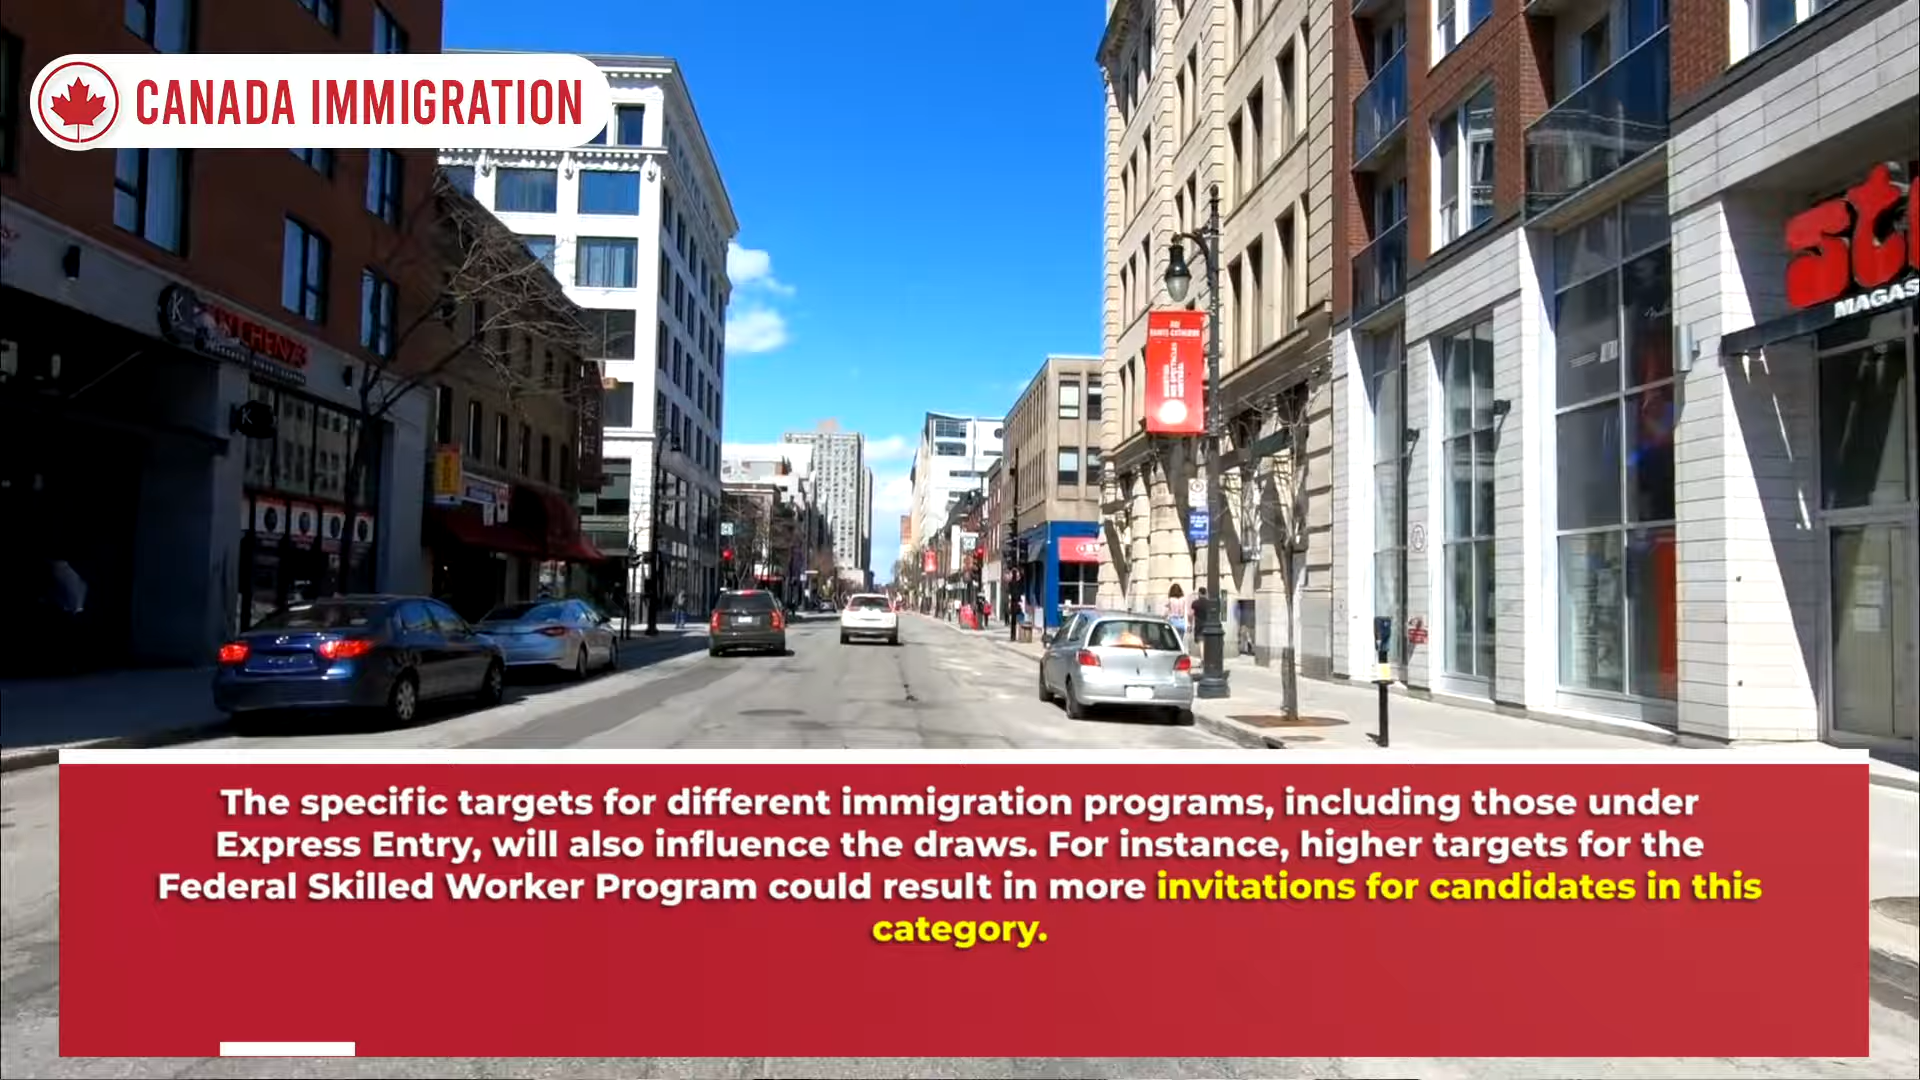 CANADA IMMIGRATION
MAGAS
The specific targets for different immigration programs, including those under
Express Entry, will also influence the draws. For instance, higher targets for the
Federal Skilled Worker Program could result in more invitations for candidates in this
category.